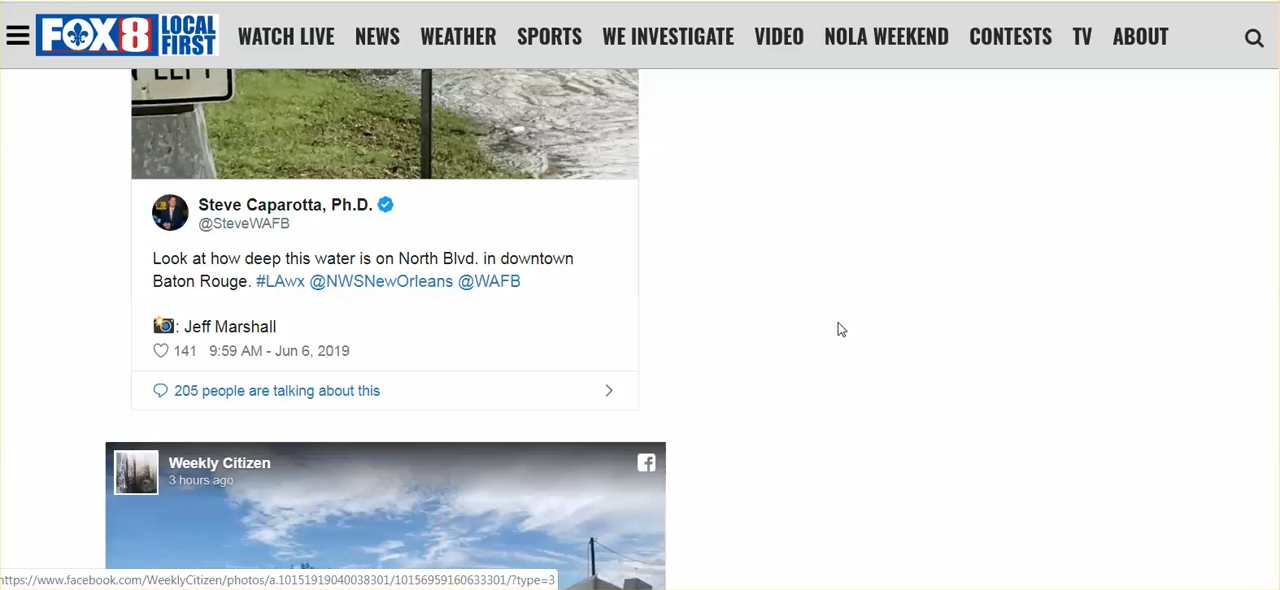 FOX 8 LOCAL FIRST
WATCH LIVE NEWS WEATHER SPORTS WE INVESTIGATE VIDEO NOLA WEEKEND CONTESTS TV ABOUT
LEFT
Steve Caparotta, Ph.D.
@SteveWAFB
Look at how deep this water is on North Blvd. in downtown
Baton Rouge. #LAwx @NWSNewOrleans @WAFB
📸: Jeff Marshall
141 9:59 AM - Jun 6, 2019
205 people are talking about this
Weekly Citizen
3 hours ago
https://www.facebook.com/WeeklyCitizen/photos/a.10151919040038301/10156959160633301/?type=3